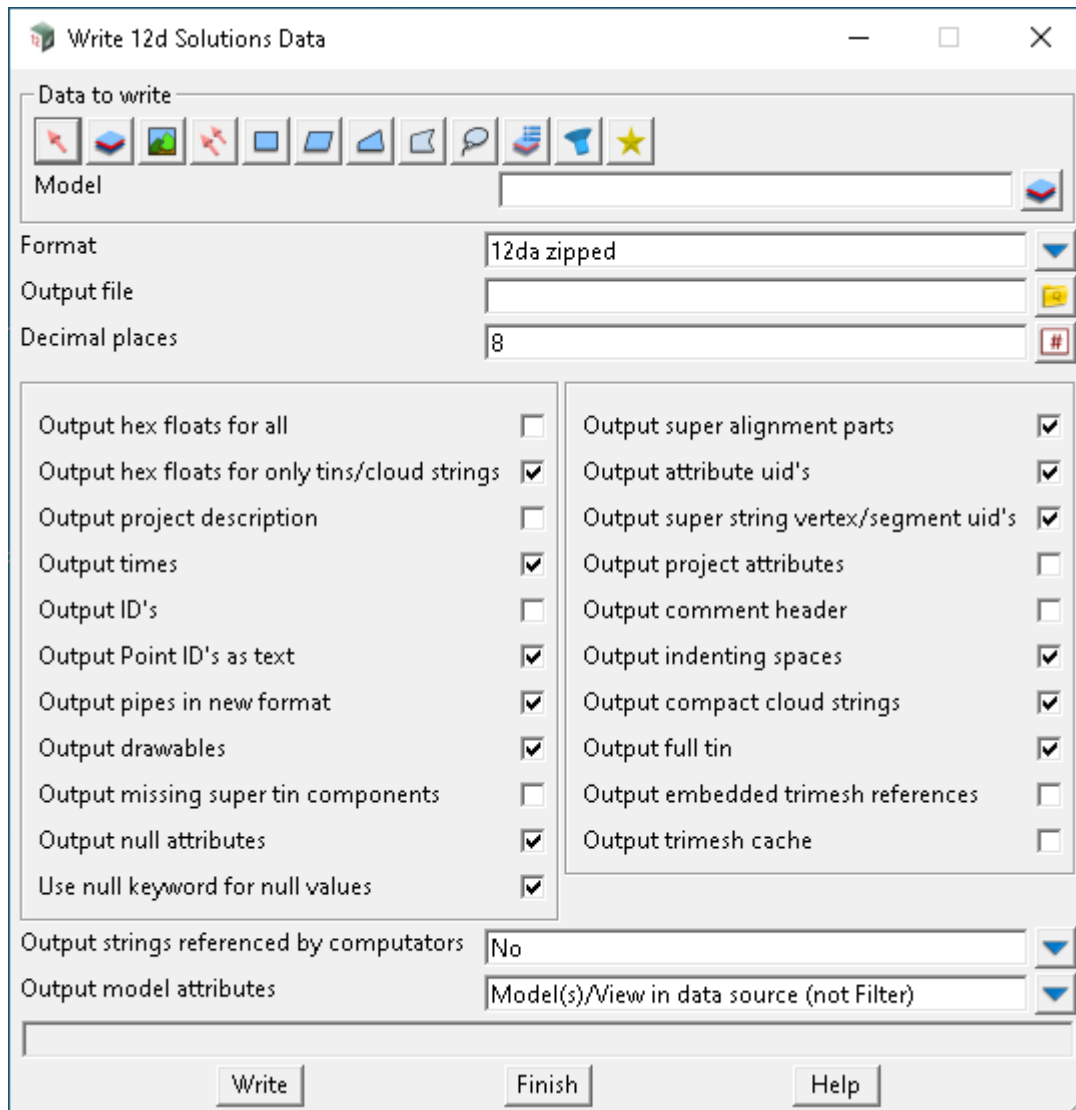 Write 12d Solutions Data
Data to write
Model
Format
12da zipped
Output file
Decimal places
8
#
Output hex floats for all
Output hex floats for only tins/cloud strings
Output project description
Output times
Output ID's
Output Point ID's as text
Output pipes in new format
Output drawables
Output missing super tin components
Output null attributes
Use null keyword for null values
Output super alignment parts
Output attribute uid's
Output super string vertex/segment uid's
Output project attributes
Output comment header
Output indenting spaces
Output compact cloud strings
Output full tin
Output embedded trimesh references
Output trimesh cache
Output strings referenced by computators
No
Output model attributes
Model(s)/View in data source (not Filter)
Write
Finish
Help